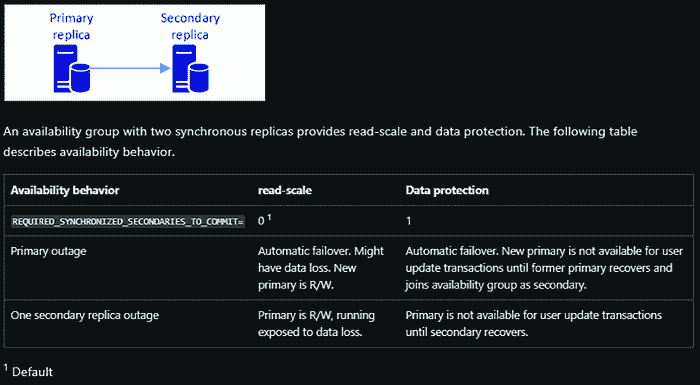 Primary Secondary
replica replica
An availability group with two synchronous replicas provides read-scale and data protection. The following table
describes availability behavior.
Availability behavior read-scale Data protection
REQUIRED_SYNCHRONIZED_SECONDARIES_TO_COMMIT= 0 1 1
Primary outage Automatic failover. Might Automatic failover. New primary is not available for user
have data loss. New update transactions until former primary recovers and
primary is R/W. joins availability group as secondary.
One secondary replica outage Primary is R/W, running Primary is not available for user update transactions
exposed to data loss. until secondary recovers.
1 Default